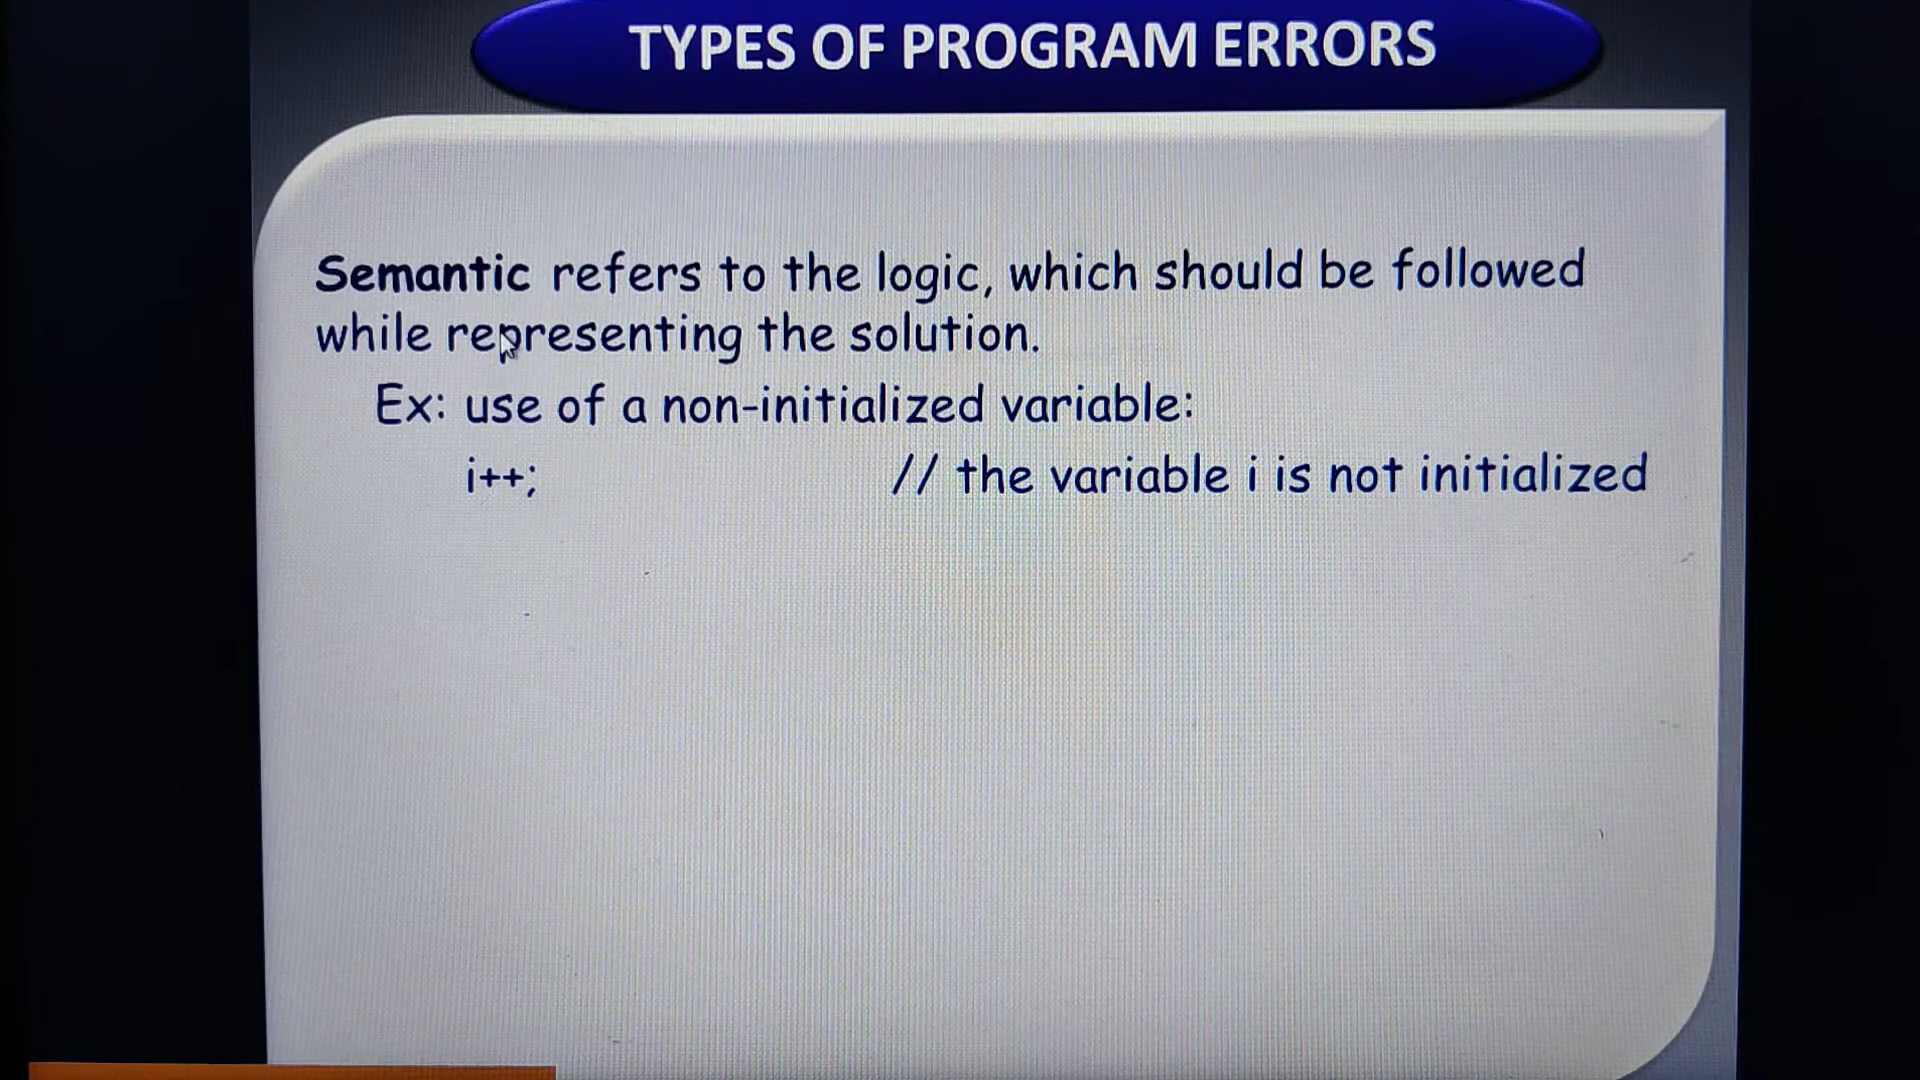 TYPES OF PROGRAM ERRORS
Semantic refers to the logic, which should be followed
while representing the solution.
Ex: use of a non-initialized variable:
i++; // the variable i is not initialized